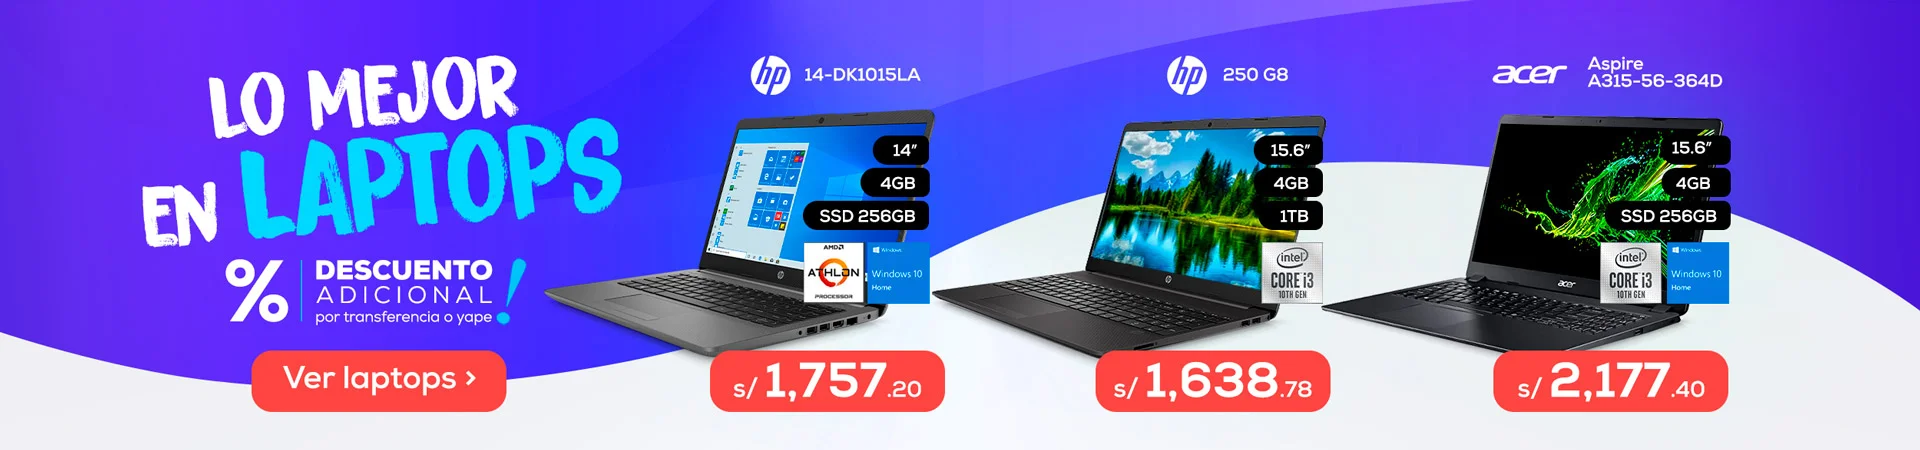 LO MEJOR
EN LAPTOPS
% DESCUENTO
ADICIONAL
por transferencia o yape!
Ver laptops ›
hp 14-DK1015LA
14”
4GB
SSD 256GB
AMD
ATHLON
PROCESSOR
Windows
Windows 10
Home
s/ 1,757.20
hp 250 G8
15.6”
4GB
1TB
intel
CORE i3
10TH GEN
s/ 1,638.78
acer Aspire
A315-56-364D
15.6”
4GB
SSD 256GB
intel
CORE i3
10TH GEN
Windows
Windows 10
Home
acer
s/ 2,177.40